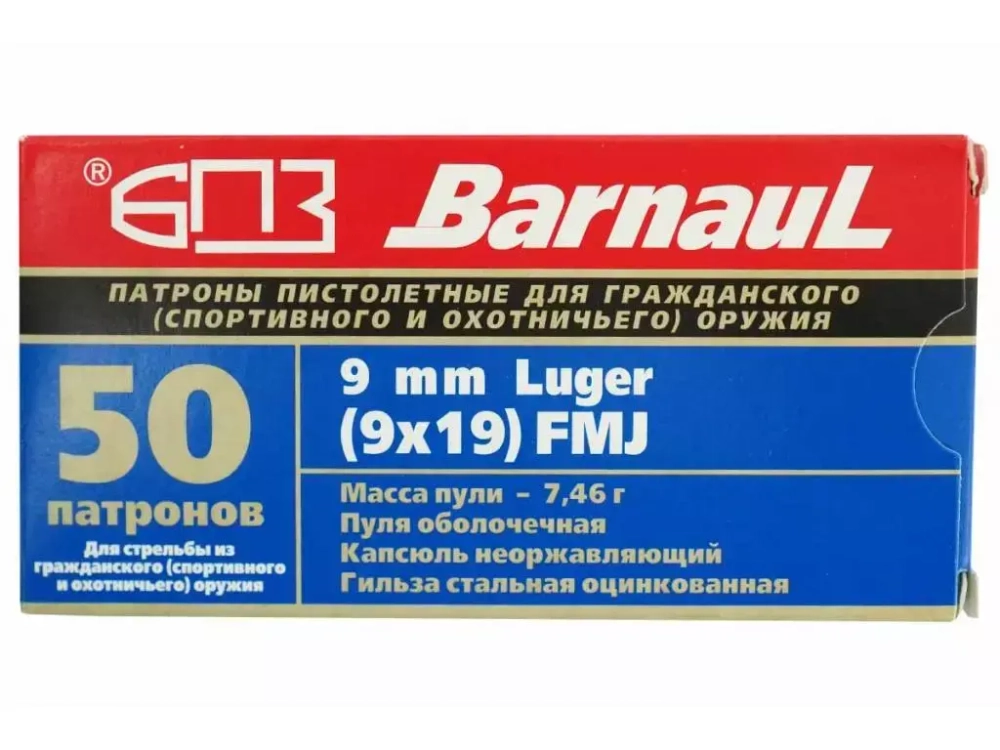 ® БПЗ Barnaul
ПАТРОНЫ ПИСТОЛЕТНЫЕ ДЛЯ ГРАЖДАНСКОГО
(СПОРТИВНОГО И ОХОТНИЧЬЕГО) ОРУЖИЯ
50
патронов
Для стрельбы из
гражданского (спортивного
и охотничьего) оружия
9 mm Luger
(9x19) FMJ
Масса пули – 7,46 г
Пуля оболочечная
Капсюль неоржавляющий
Гильза стальная оцинкованная